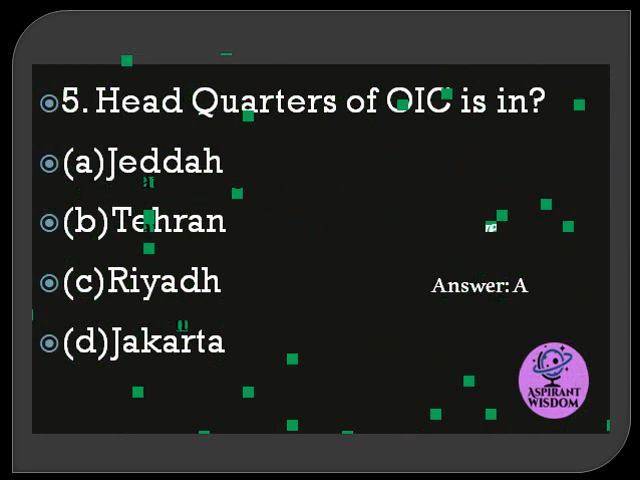 5. Head Quarters of OIC is in?
(a)Jeddah
(b)Tehran
(c)Riyadh
Answer: A
(d)Jakarta
ASPIRANT
WISDOM